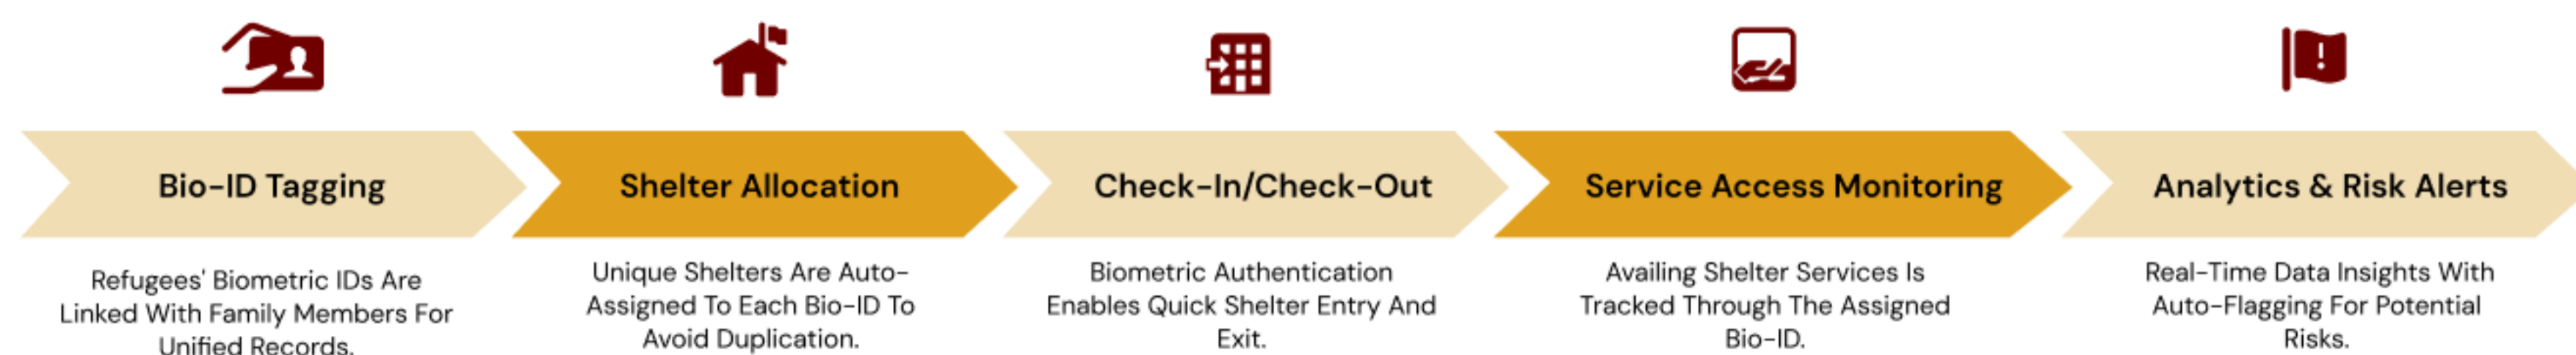 Bio-ID Tagging
Refugees' Biometric IDs Are
Linked With Family Members For
Unified Records.
Shelter Allocation
Unique Shelters Are Auto-
Assigned To Each Bio-ID To
Avoid Duplication.
Check-In/Check-Out
Biometric Authentication
Enables Quick Shelter Entry And
Exit.
Service Access Monitoring
Availing Shelter Services Is
Tracked Through The Assigned
Bio-ID.
Analytics & Risk Alerts
Real-Time Data Insights With
Auto-Flagging For Potential
Risks.